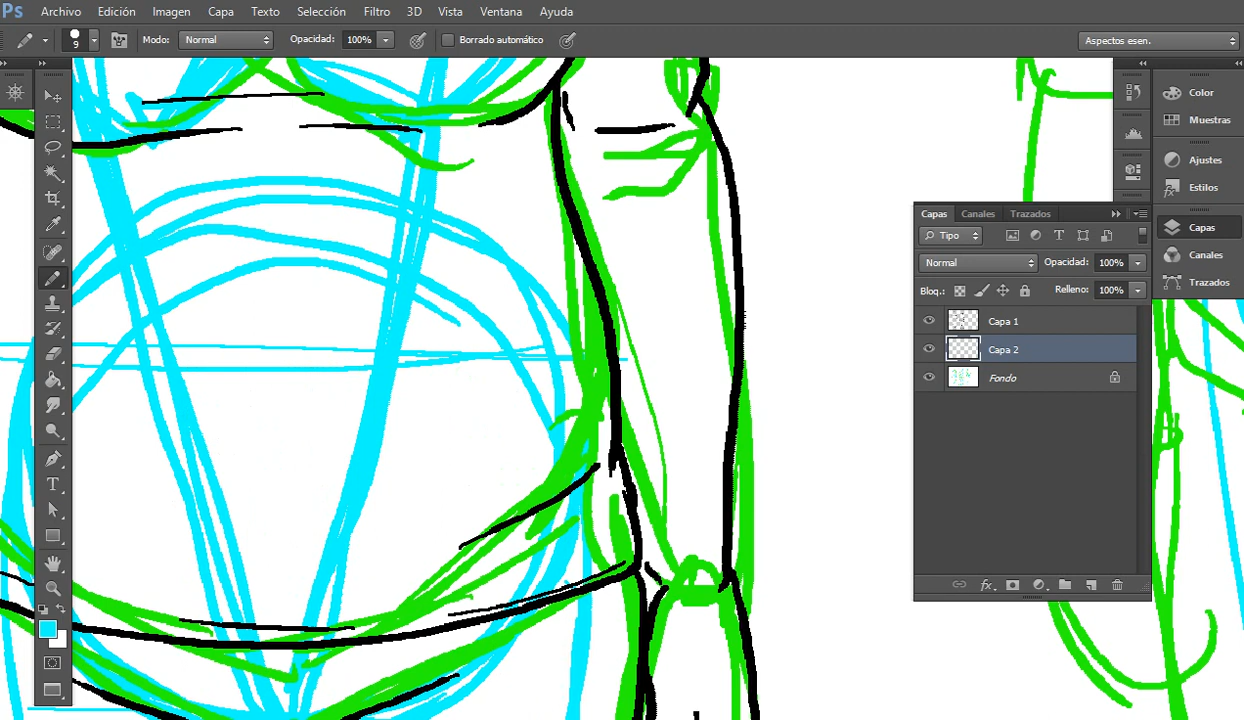 Ps Archivo Edición Imagen Capa Texto Selección Filtro 3D Vista Ventana Ayuda
9 Modo: Normal Opacidad: 100% Borrado automático Aspectos esen.
Color
Muestras
Ajustes
Estilos
Capas
Canales
Trazados
Capas Canales Trazados
Tipo
Normal Opacidad: 100%
Bloq.: Relleno: 100%
Capa 1
Capa 2
Fondo
fx